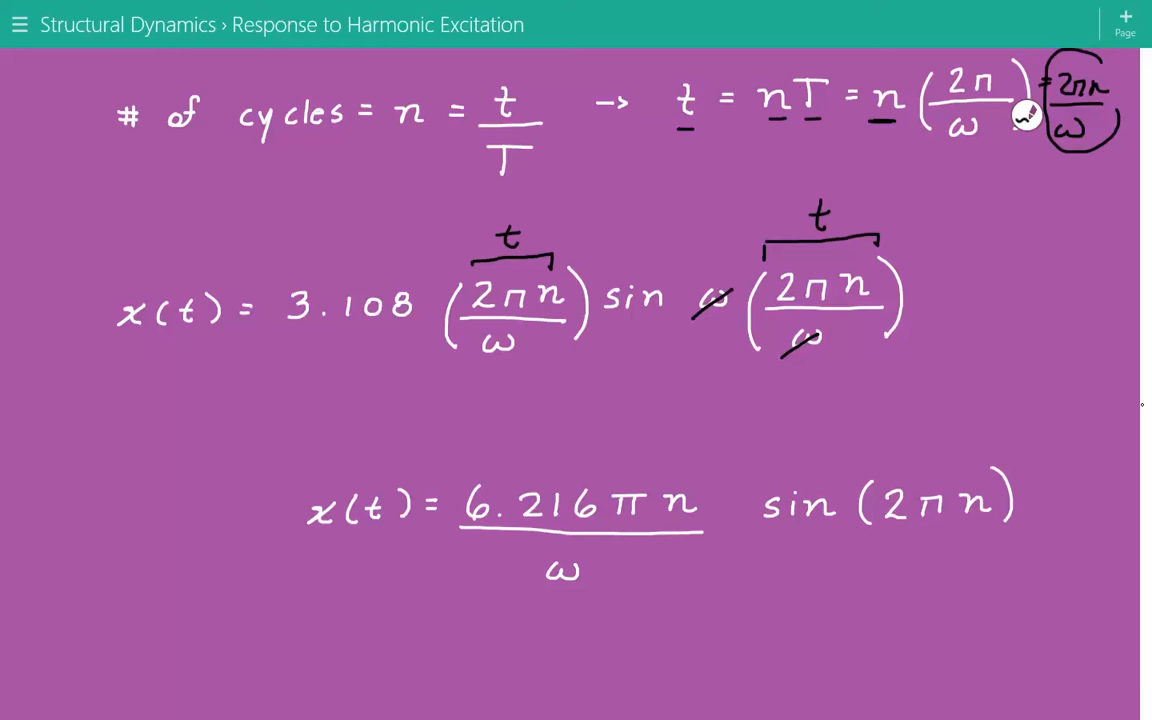 ☰ Structural Dynamics › Response to Harmonic Excitation
+ Page
# of cycles = n = t/T → t = nT = n(2π/ω) = 2πn/ω
t t
x(t) = 3.108 (2πn/ω) sin ω (2πn/ω)
x(t) = 6.216πn/ω sin(2πn)